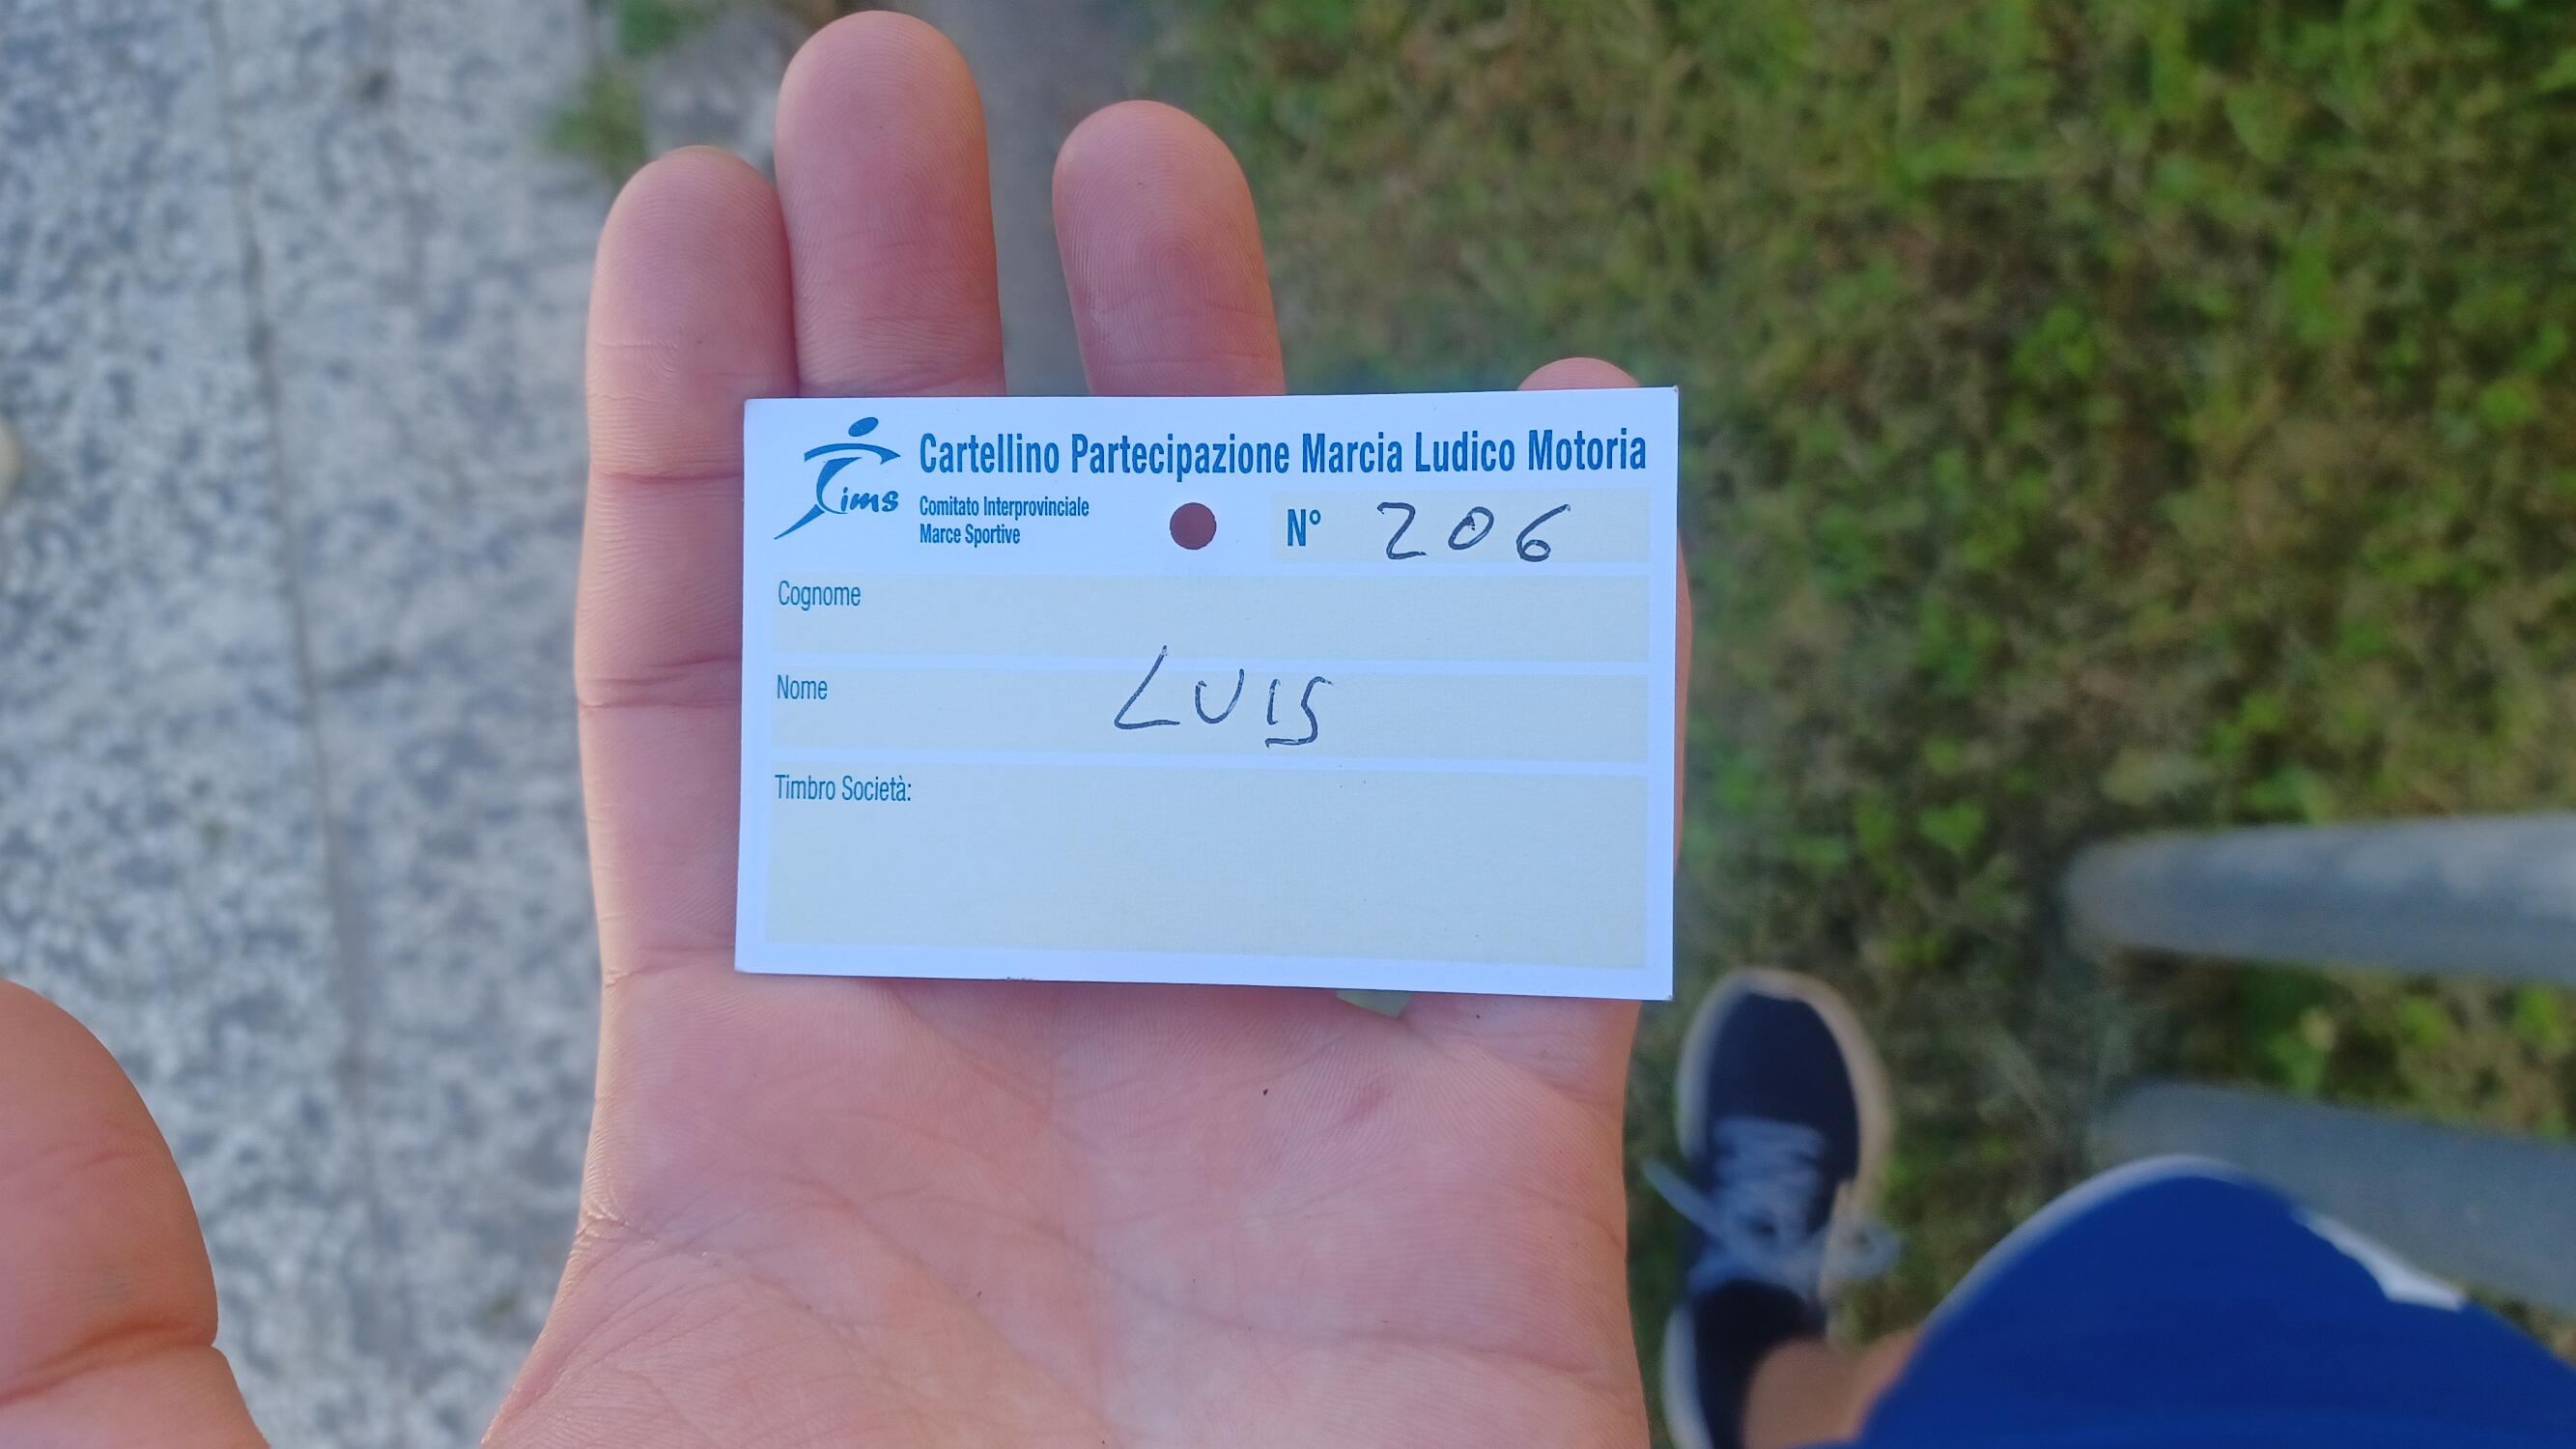 Cartellino Partecipazione Marcia Ludico Motoria
Cims
Comitato Interprovinciale
Marce Sportive
N° 206
Cognome
Nome LUIS
Timbro Società: